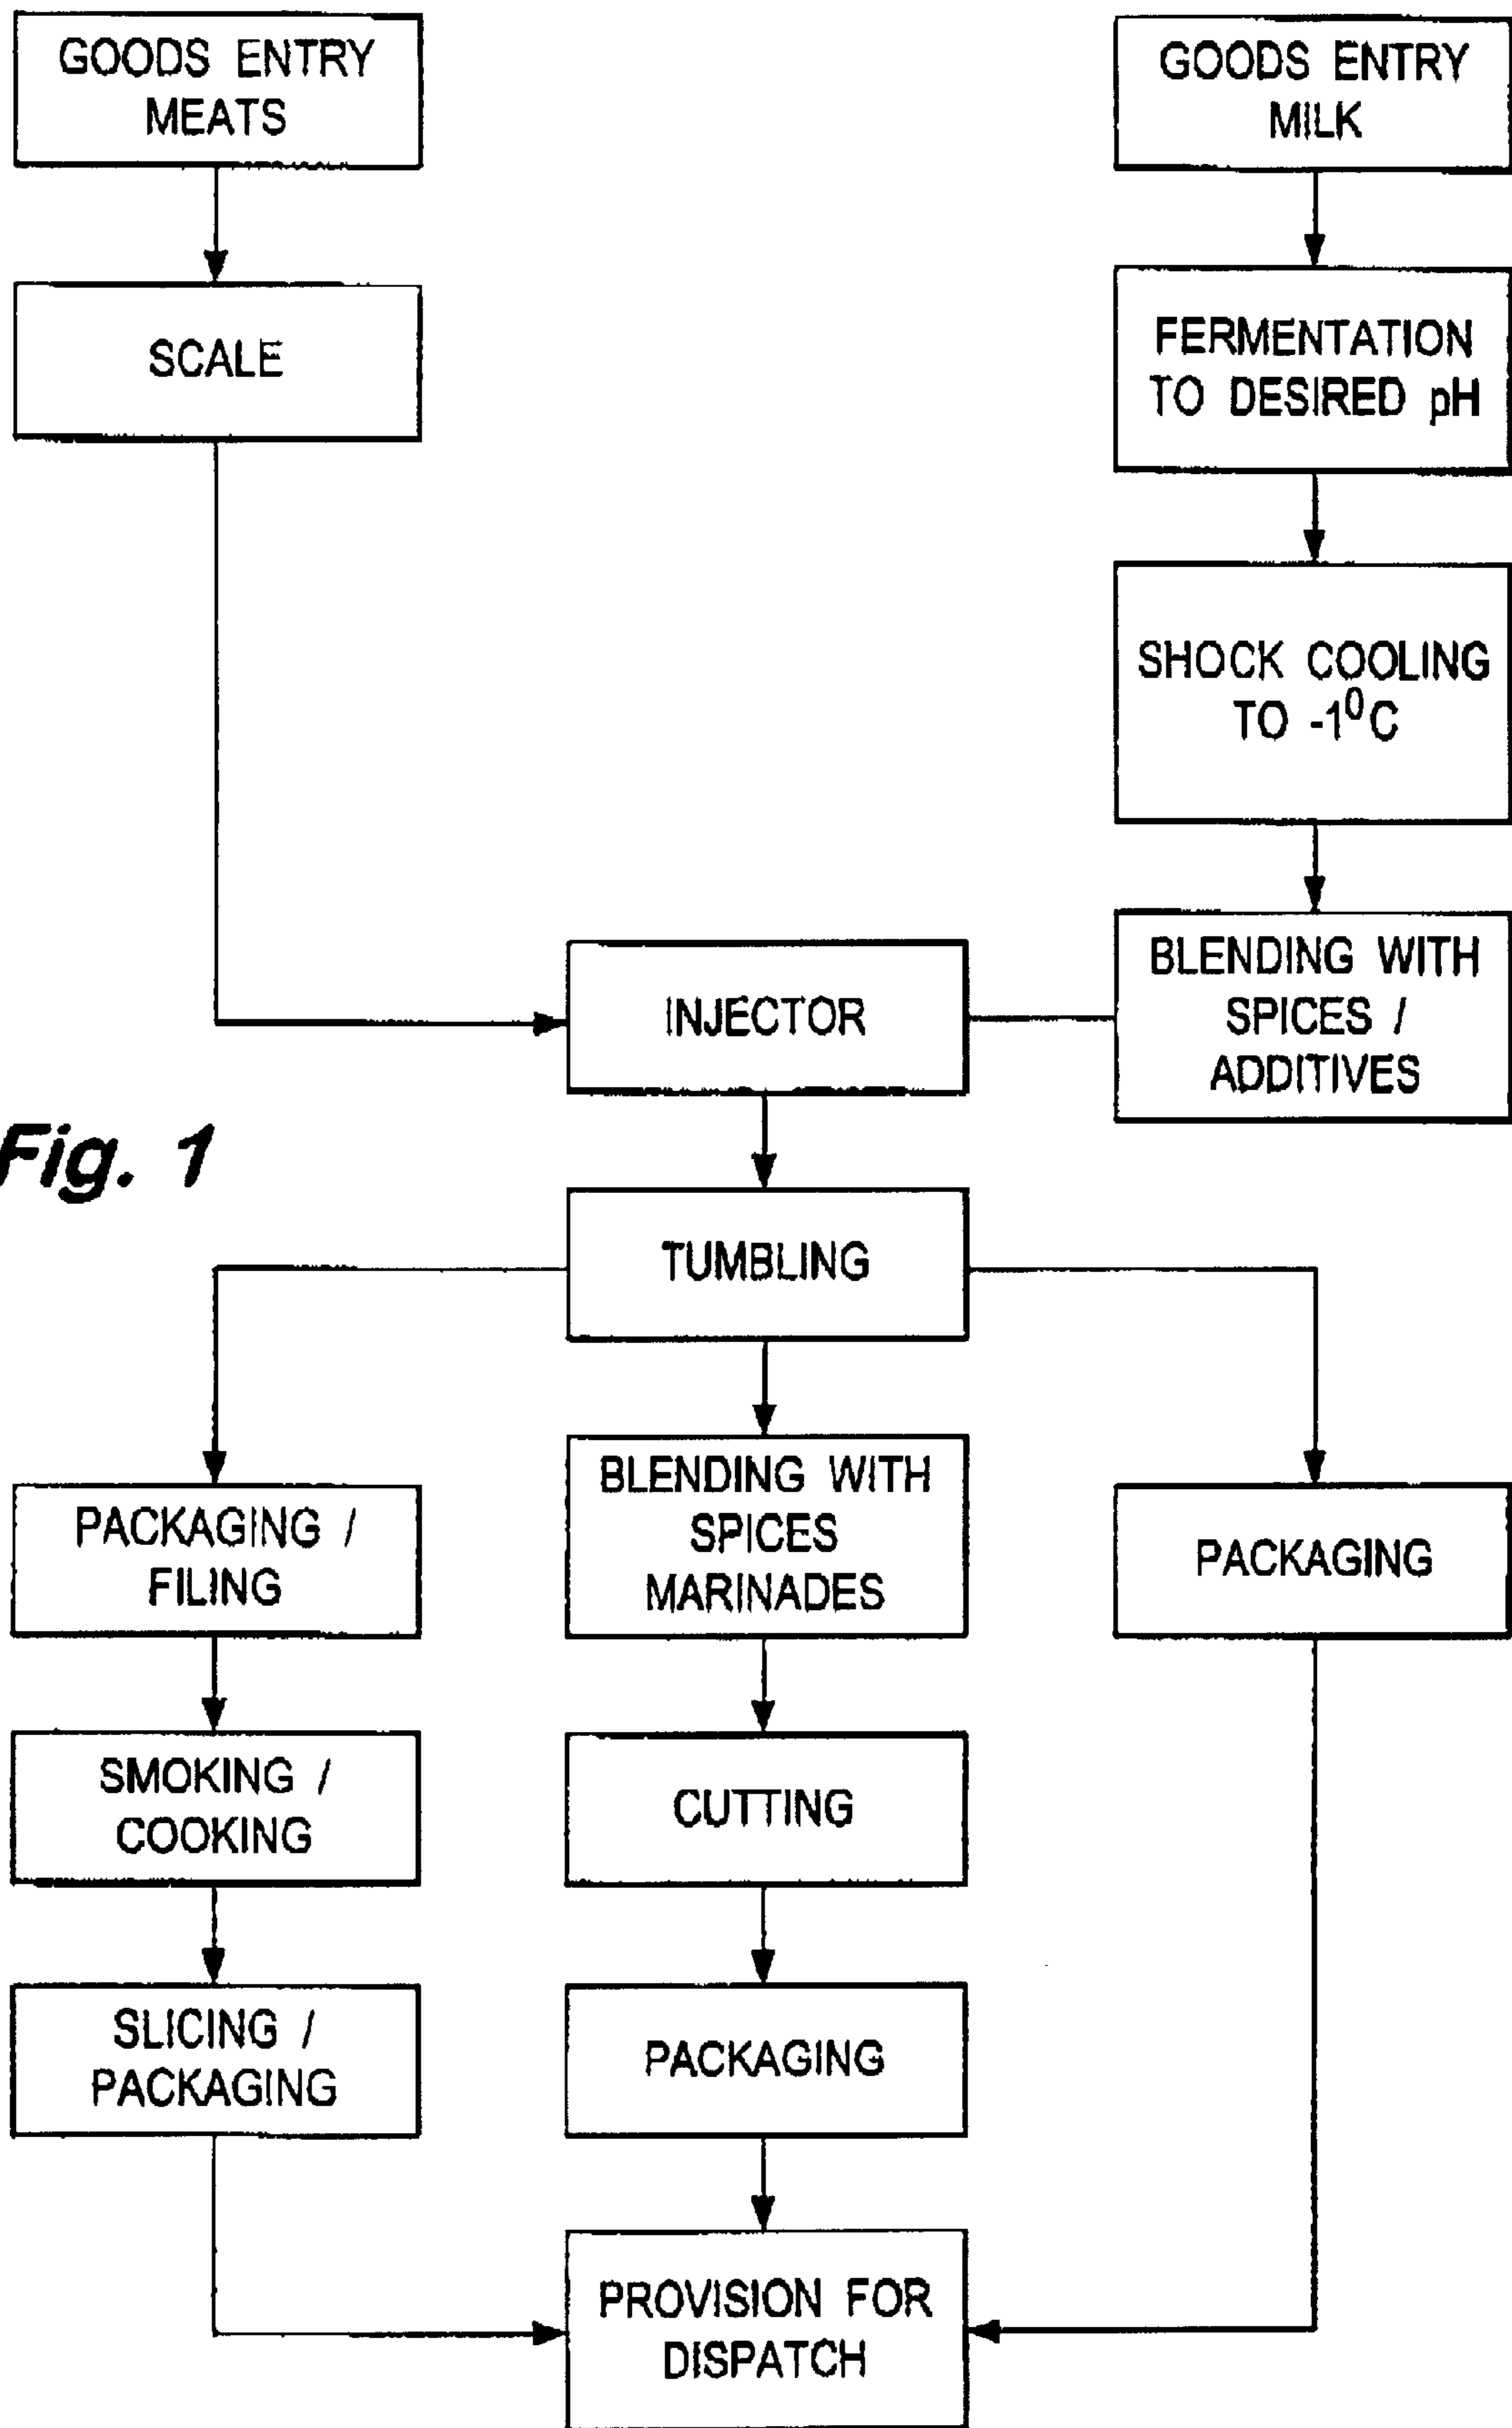 GOODS ENTRY
MEATS
GOODS ENTRY
MILK
SCALE
FERMENTATION
TO DESIRED pH
SHOCK COOLING
TO -1⁰C
INJECTOR
BLENDING WITH
SPICES /
ADDITIVES
Fig. 1
TUMBLING
PACKAGING /
FILING
BLENDING WITH
SPICES
MARINADES
PACKAGING
SMOKING /
COOKING
CUTTING
SLICING /
PACKAGING
PACKAGING
PROVISION FOR
DISPATCH